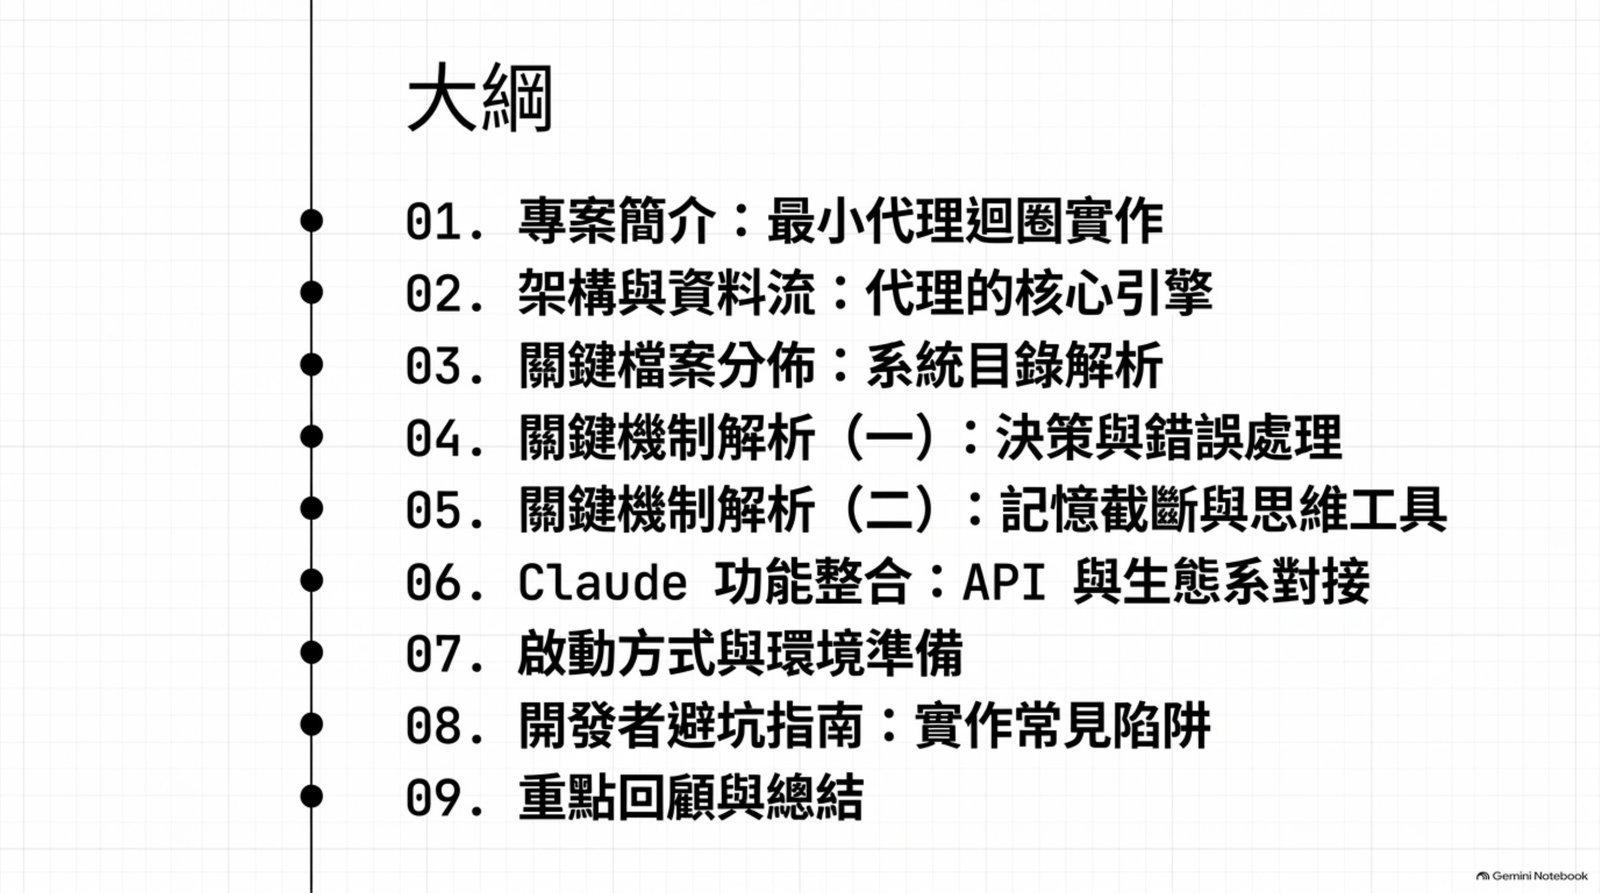 大綱
01. 專案簡介：最小代理迴圈實作
02. 架構與資料流：代理的核心引擎
03. 關鍵檔案分佈：系統目錄解析
04. 關鍵機制解析（一）：決策與錯誤處理
05. 關鍵機制解析（二）：記憶截斷與思維工具
06. Claude 功能整合：API 與生態系對接
07. 啟動方式與環境準備
08. 開發者避坑指南：實作常見陷阱
09. 重點回顧與總結
Gemini Notebook